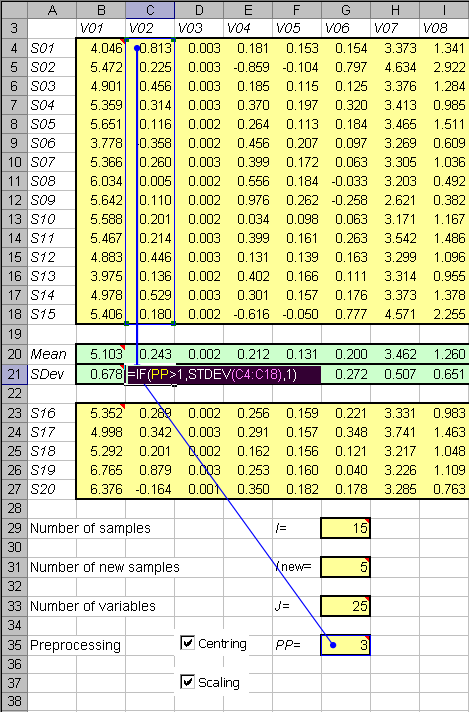 A B C D E F G H I
3 V01 V02 V03 V04 V05 V06 V07 V08
4 S01 4.046 0.813 0.003 0.181 0.153 0.154 3.373 1.341
5 S02 5.472 0.225 0.003 -0.859 -0.104 0.797 4.634 2.922
6 S03 4.901 0.456 0.003 0.185 0.115 0.125 3.376 1.284
7 S04 5.359 0.314 0.003 0.370 0.197 0.320 3.413 0.985
8 S05 5.651 0.116 0.002 0.264 0.113 0.184 3.465 1.511
9 S06 3.778 -0.358 0.002 0.456 0.207 0.097 3.269 0.609
10 S07 5.366 0.260 0.003 0.399 0.172 0.063 3.305 1.036
11 S08 6.034 0.005 0.002 0.556 0.184 -0.033 3.203 0.492
12 S09 5.642 0.110 0.002 0.976 0.262 -0.258 2.621 0.382
13 S10 5.588 0.201 0.002 0.034 0.098 0.063 3.171 1.167
14 S11 5.467 0.214 0.003 0.399 0.161 0.263 3.542 1.486
15 S12 4.883 0.446 0.003 0.131 0.139 0.163 3.299 1.096
16 S13 3.975 0.136 0.002 0.402 0.166 0.111 3.314 0.955
17 S14 4.978 0.529 0.003 0.301 0.157 0.176 3.373 1.378
18 S15 5.406 0.180 0.002 -0.616 -0.050 0.777 4.571 2.255
19
20 Mean 5.103 0.243 0.002 0.212 0.131 0.200 3.462 1.260
21 SDev 0.678 =IF(PP>1,STDEV(C4:C18),1) 0.272 0.507 0.651
22
23 S16 5.352 0.289 0.002 0.256 0.159 0.221 3.331 0.983
24 S17 4.998 0.342 0.003 0.291 0.157 0.348 3.741 1.463
25 S18 5.292 0.201 0.002 0.162 0.156 0.121 3.217 1.048
26 S19 6.765 0.879 0.003 0.253 0.160 0.040 3.226 1.109
27 S20 6.376 -0.164 0.001 0.350 0.182 0.178 3.285 0.763
28
29 Number of samples I= 15
30
31 Number of new samples Inew= 5
32
33 Number of variables J= 25
34
35 Preprocessing Centring PP= 3
36
37 Scaling
38